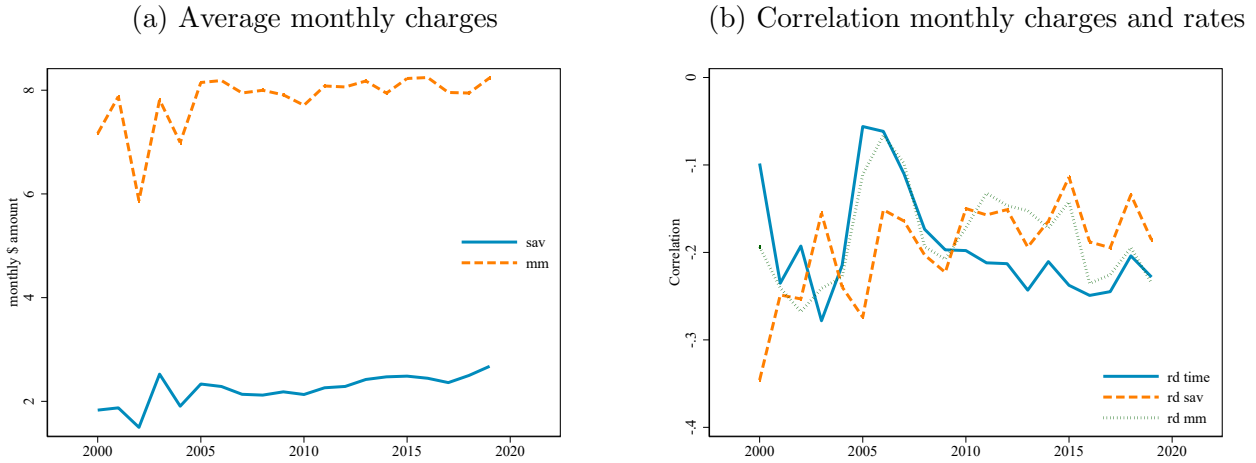 (a) Average monthly charges
monthly $ amount
8
6
4
2
2000 2005 2010 2015 2020
sav
mm
(b) Correlation monthly charges and rates
Correlation
0
-.1
-.2
-.3
-.4
2000 2005 2010 2015 2020
rd time
rd sav
rd mm